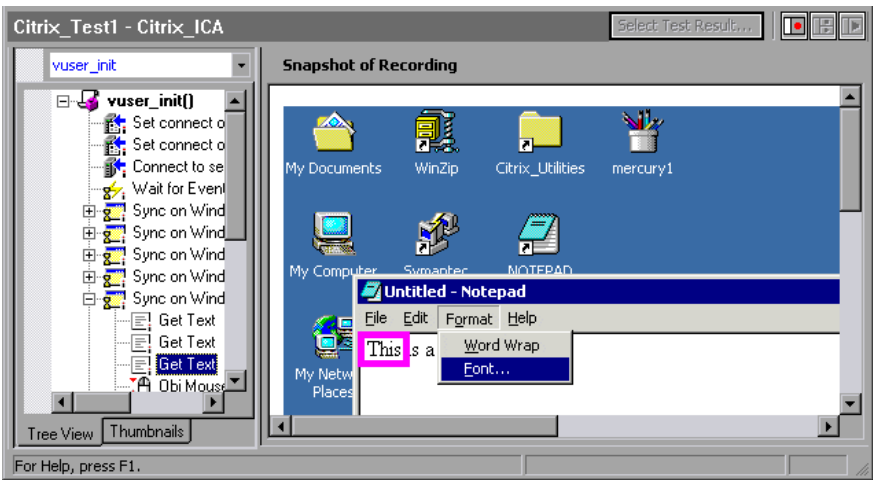 Citrix_Test1 - Citrix_ICA
Select Test Result...
vuser_init
Snapshot of Recording
vuser_init()
Set connect o
Set connect o
Connect to se
Wait for Event
Sync on Wind
Sync on Wind
Sync on Wind
Sync on Wind
Sync on Wind
Get Text
Get Text
Get Text
Obj Mouse
Tree View
Thumbnails
My Documents
WinZip
Citrix_Utilities
mercury1
My Computer
Symantec
NOTEPAD
My Netw
Places
Untitled - Notepad
File Edit Format Help
This is a
Word Wrap
Font...
For Help, press F1.